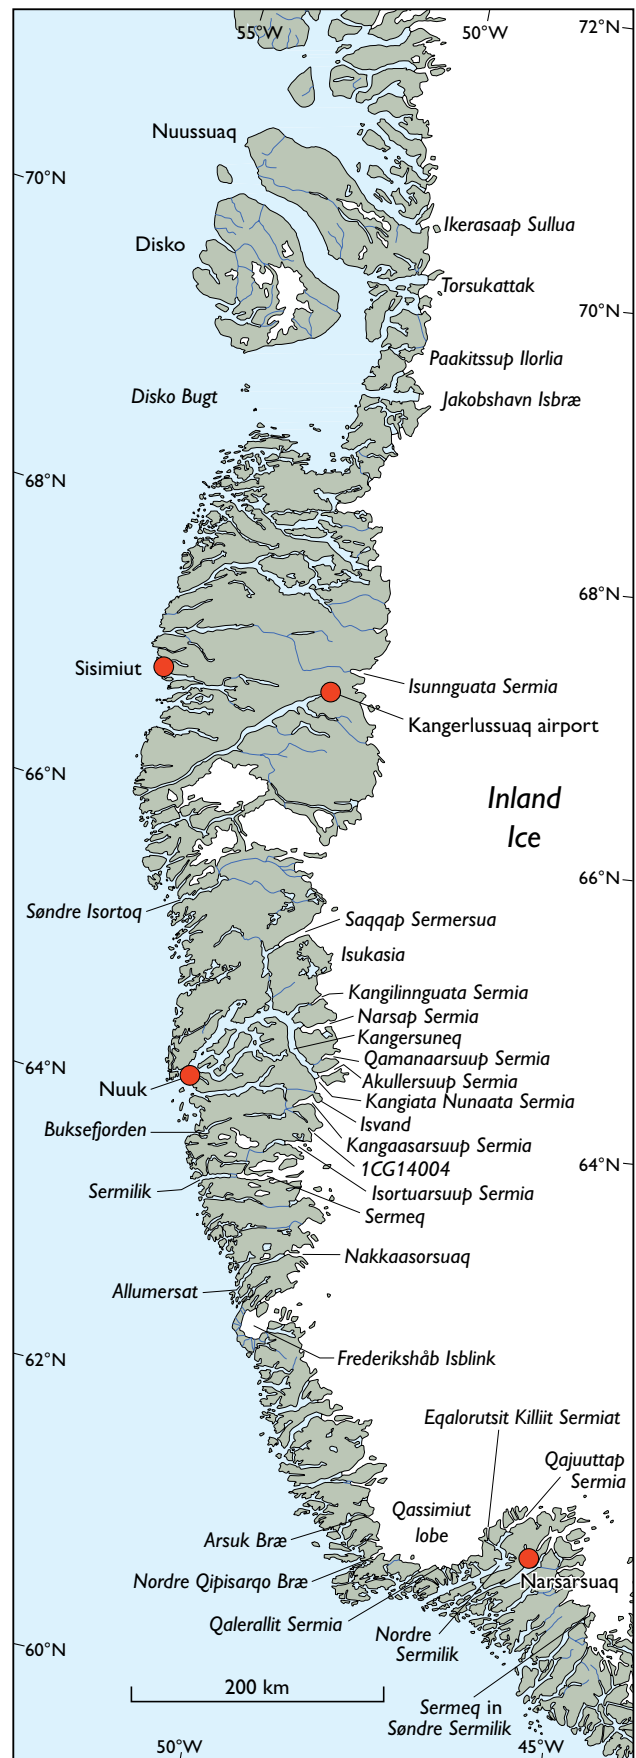 55°W
50°W
72°N
Nuussuaq
70°N
Ikerasaap Sullua
Disko
Torsukattak
70°N
Paakitssup Ilorlia
Disko Bugt
Jakobshavn Isbræ
68°N
68°N
Sisimiut
Isunnguata Sermia
Kangerlussuaq airport
66°N
Inland
Ice
66°N
Søndre Isortoq
Saqqap Sermersua
Isukasia
Kangilinnguata Sermia
Narsap Sermia
Kangersuneq
Qamanaarsuup Sermia
64°N
Akullersuup Sermia
Nuuk
Kangiata Nunaata Sermia
Isvand
Buksefjorden
Kangaasarsuup Sermia
1CG14004
64°N
Sermilik
Isortuarsuup Sermia
Sermeq
Nakkaasorsuaq
Allumersat
62°N
Frederikshåb Isblink
Eqalorutsit Killiit Sermiat
Qajuuttap
Sermia
Qassimiut
lobe
Arsuk Bræ
Nordre Qipisarqo Bræ
Narsarsuaq
Qalerallit Sermia
Nordre
Sermilik
60°N
200 km
Sermeq in
Søndre Sermilik
50°W
45°W